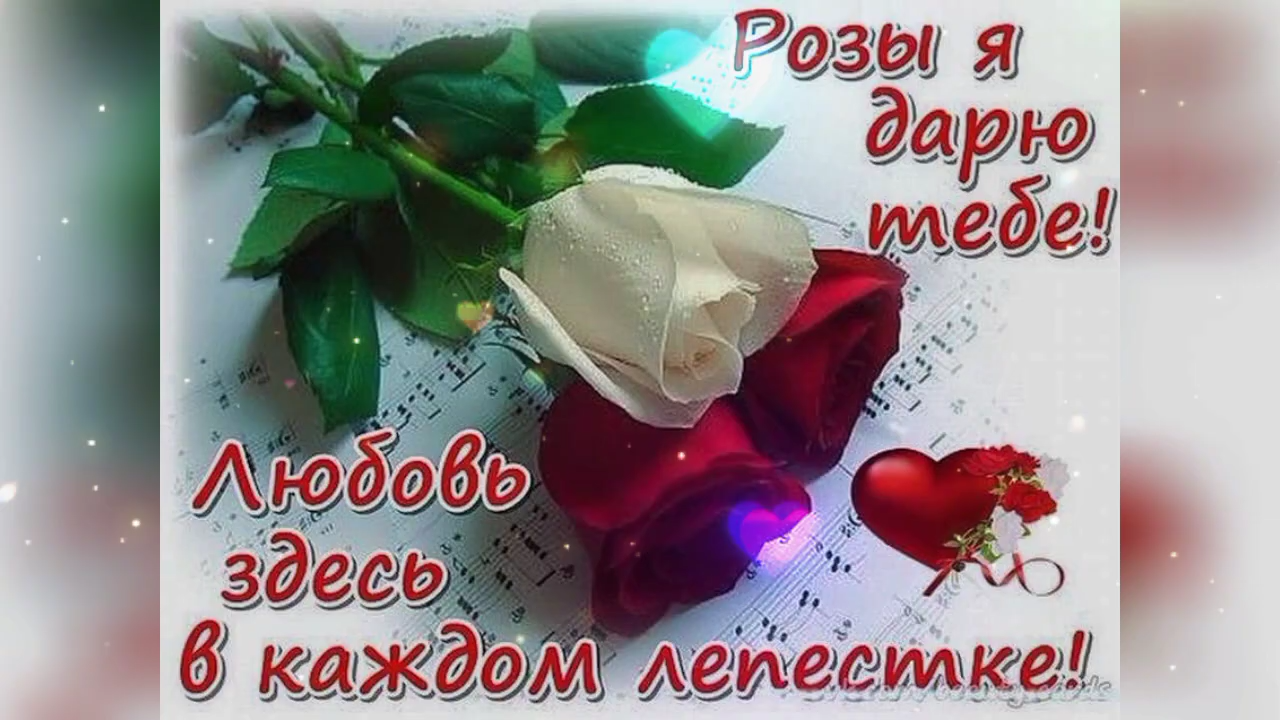 Розы я
дарю
тебе!
Любовь
здесь
в каждом лепестке!